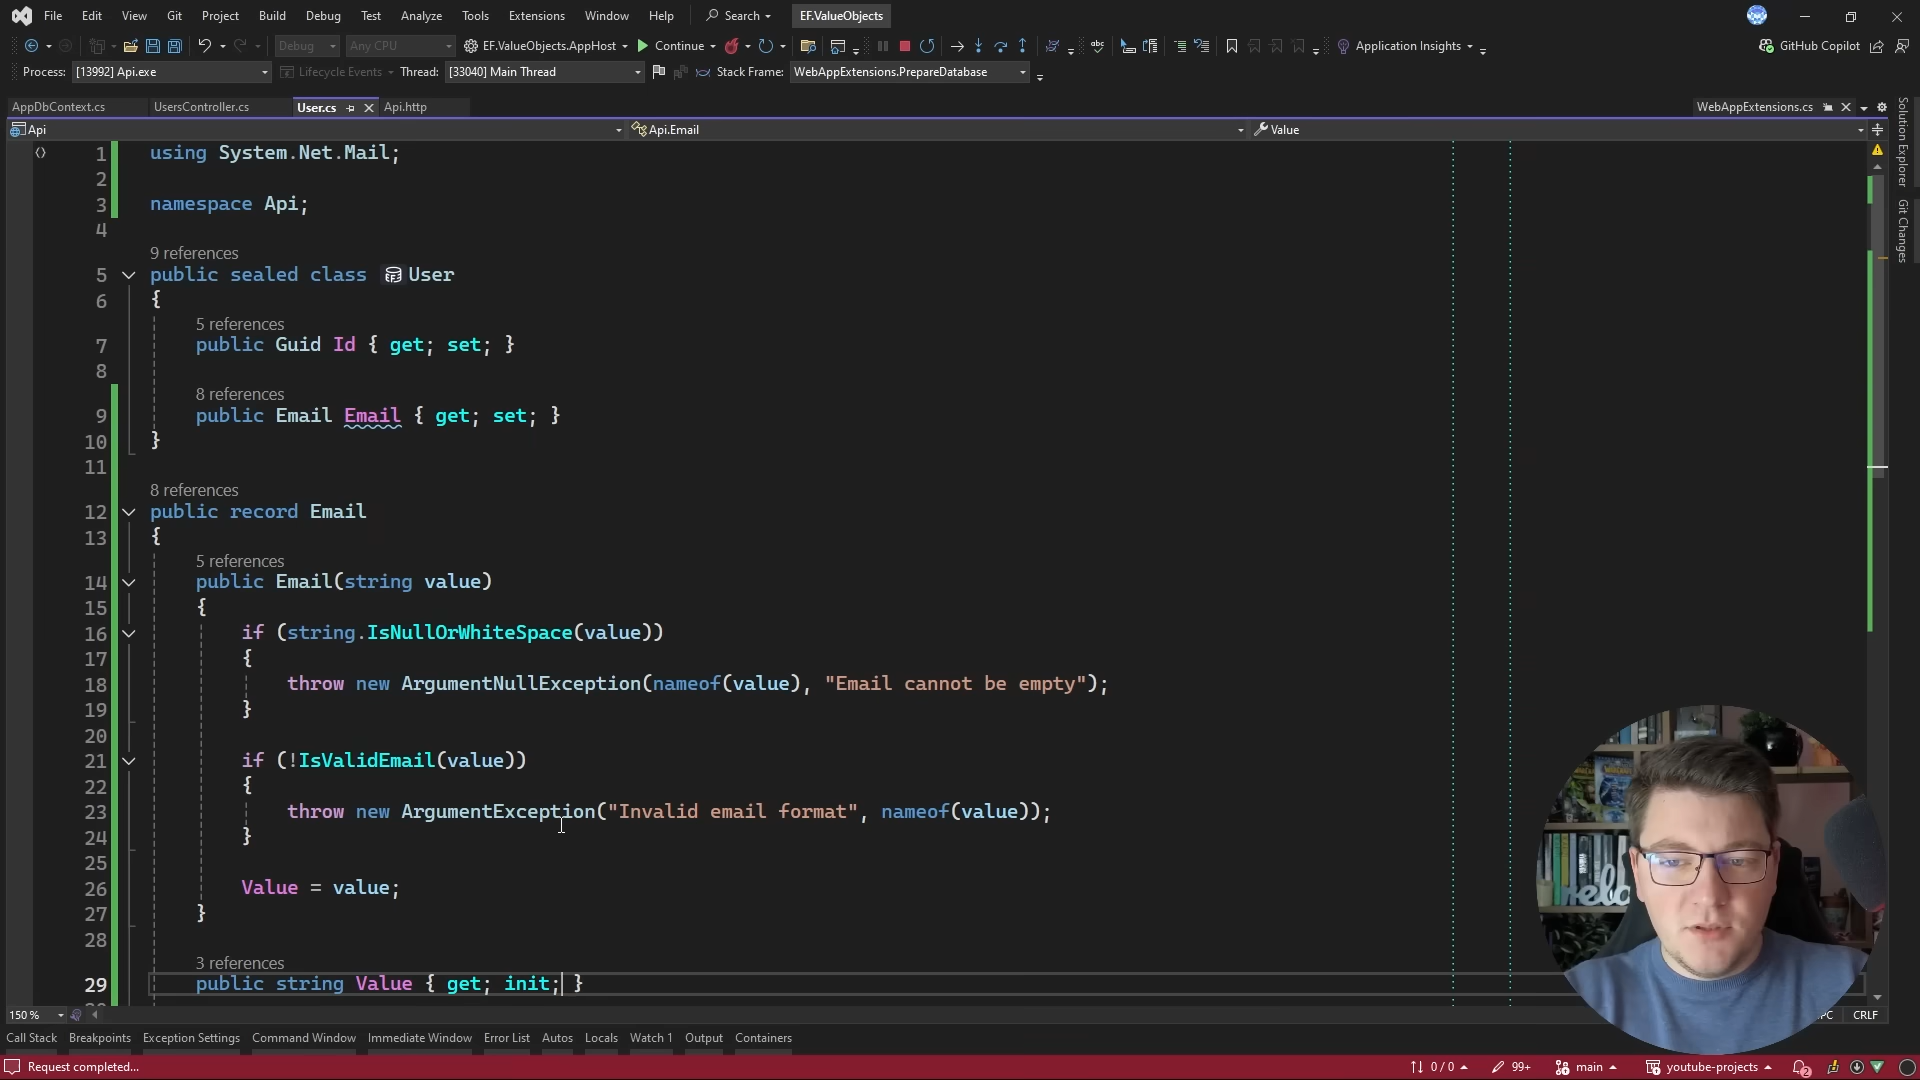 File Edit View Git Project Build Debug Test Analyze Tools Extensions Window Help Search EF.ValueObjects
Debug Any CPU EF.ValueObjects.AppHost Continue Application Insights GitHub Copilot
Process: [13992] Api.exe Lifecycle Events Thread: [33040] Main Thread Stack Frame: WebAppExtensions.PrepareDatabase
AppDbContext.cs UsersController.cs User.cs Api.http WebAppExtensions.cs
Api Api.Email Value
Solution Explorer
Git Changes
1 using System.Net.Mail;
2
3 namespace Api;
4
9 references
5 public sealed class User
6 {
5 references
7 public Guid Id { get; set; }
8
8 references
9 public Email Email { get; set; }
10 }
11
8 references
12 public record Email
13 {
5 references
14 public Email(string value)
15 {
16 if (string.IsNullOrWhiteSpace(value))
17 {
18 throw new ArgumentNullException(nameof(value), "Email cannot be empty");
19 }
20
21 if (!IsValidEmail(value))
22 {
23 throw new ArgumentException("Invalid email format", nameof(value));
24 }
25
26 Value = value;
27 }
28
3 references
29 public string Value { get; init; }
150 % CRLF
Call Stack Breakpoints Exception Settings Command Window Immediate Window Error List Autos Locals Watch 1 Output Containers
Request completed... 0 / 0 99+ main youtube-projects 2